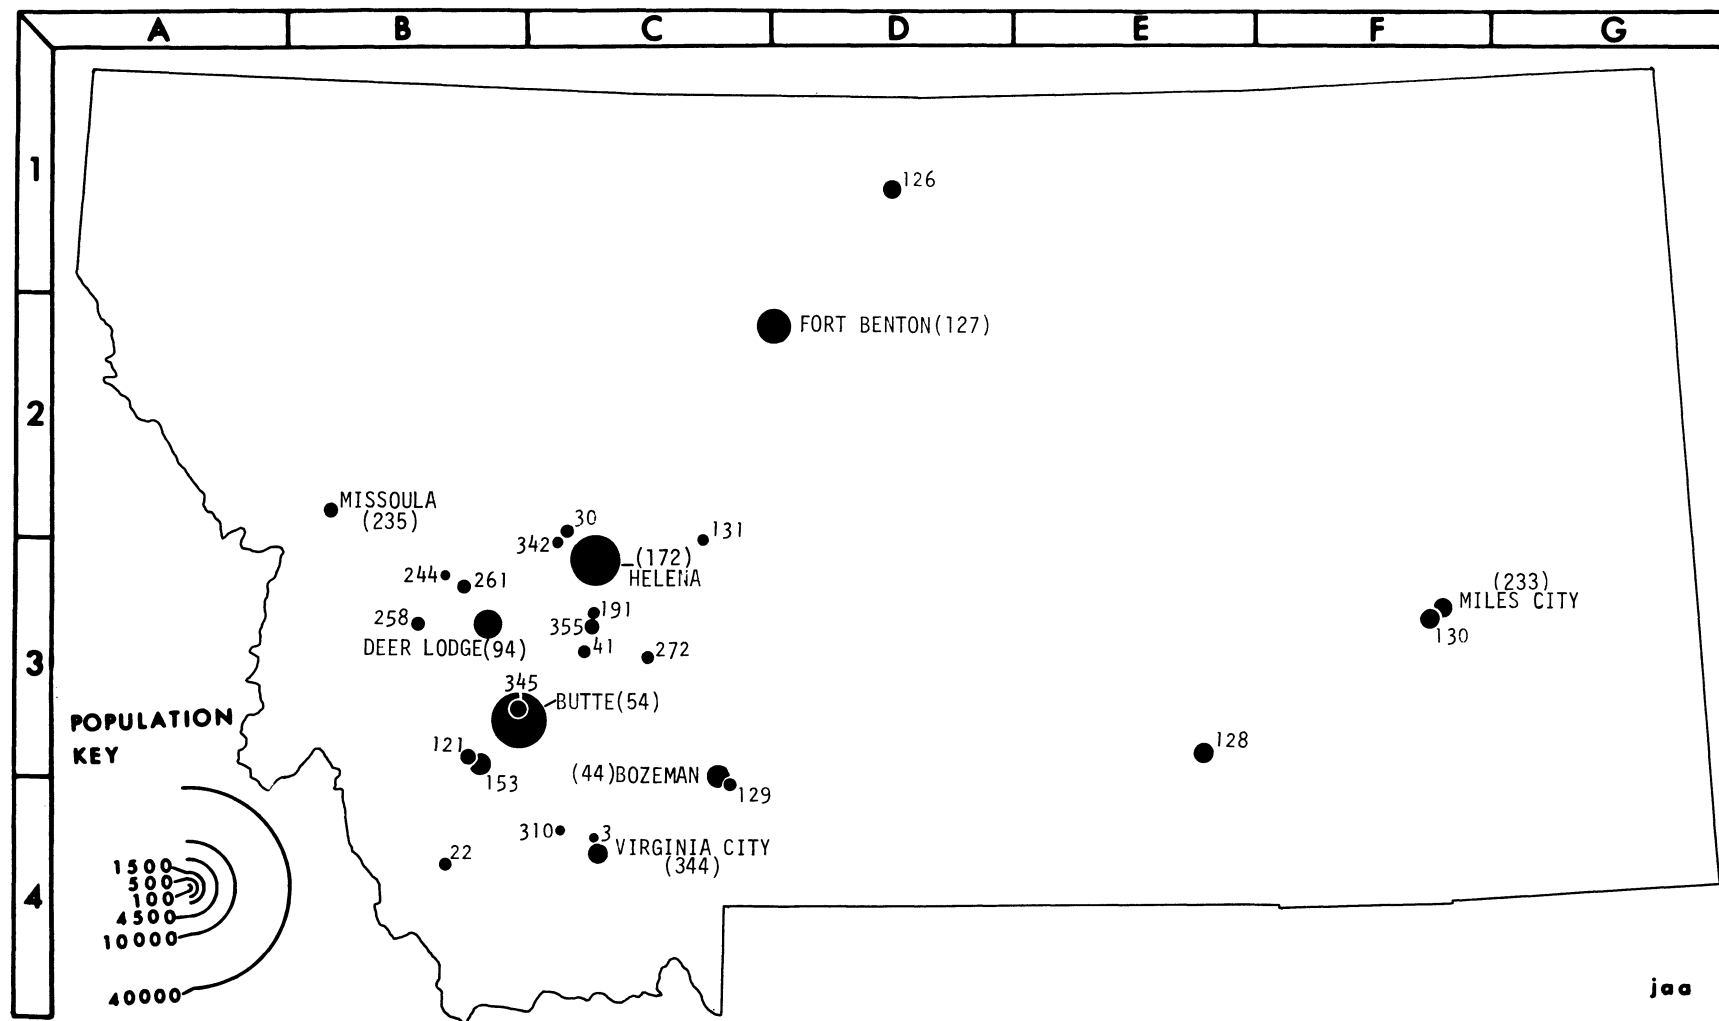 A B C D E F G
1
126
FORT BENTON(127)
2
MISSOULA
(235)
30
131
342
(172)
HELENA
244
261
(233)
MILES CITY
191
258
355
130
DEER LODGE(94)
41
272
3
345
BUTTE(54)
POPULATION
KEY
121
128
153
(44)BOZEMAN
129
310
3
VIRGINIA CITY
(344)
22
1500
500
100
4
4500
10000
40000
jaa